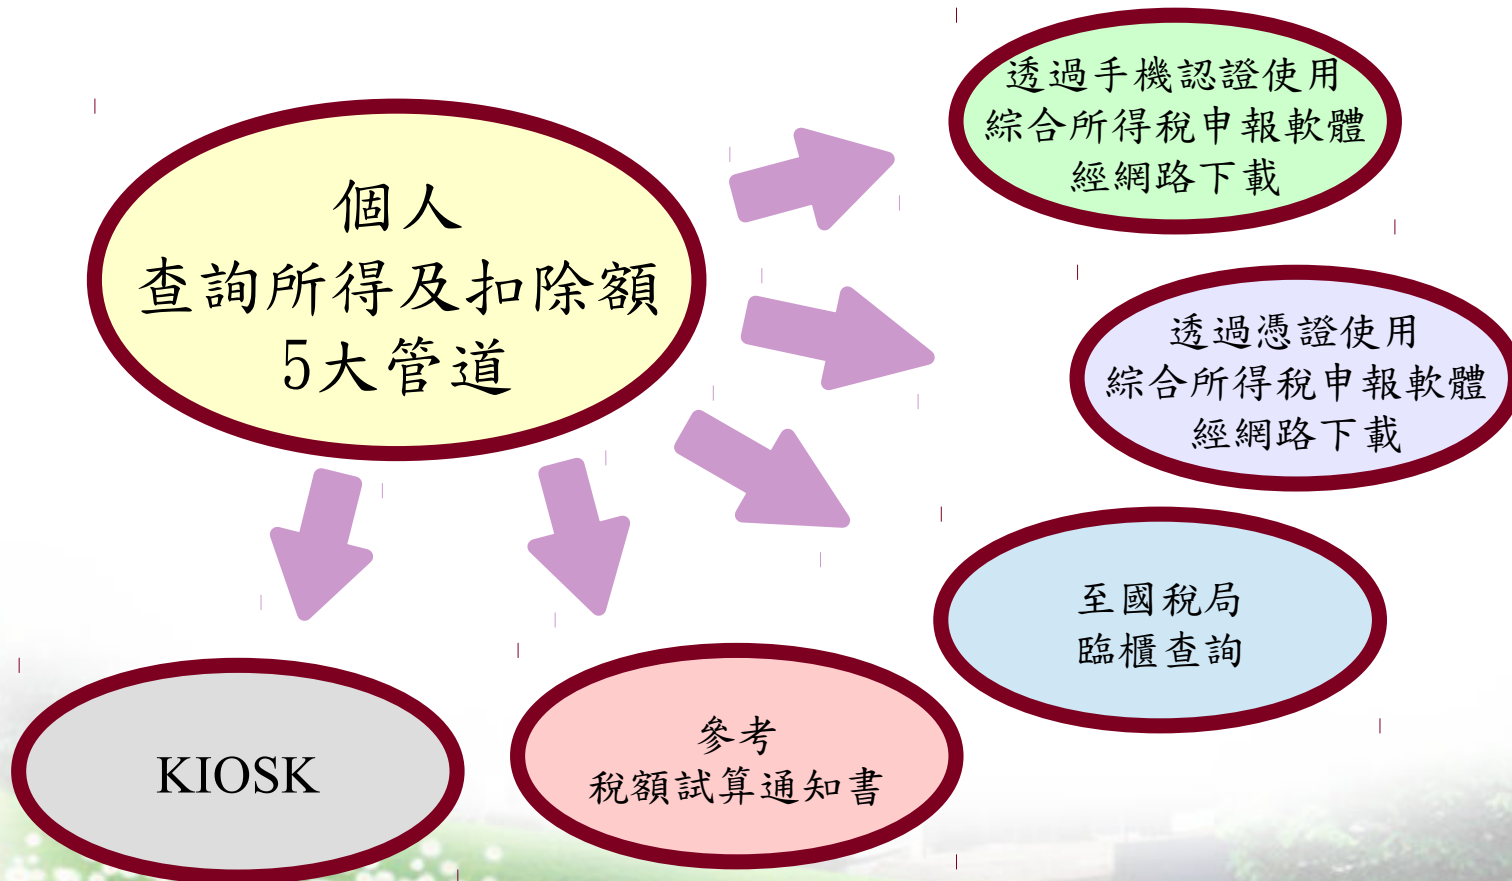 個人
查詢所得及扣除額
5大管道
透過手機認證使用
綜合所得稅申報軟體
經網路下載
透過憑證使用
綜合所得稅申報軟體
經網路下載
至國稅局
臨櫃查詢
參考
稅額試算通知書
KIOSK